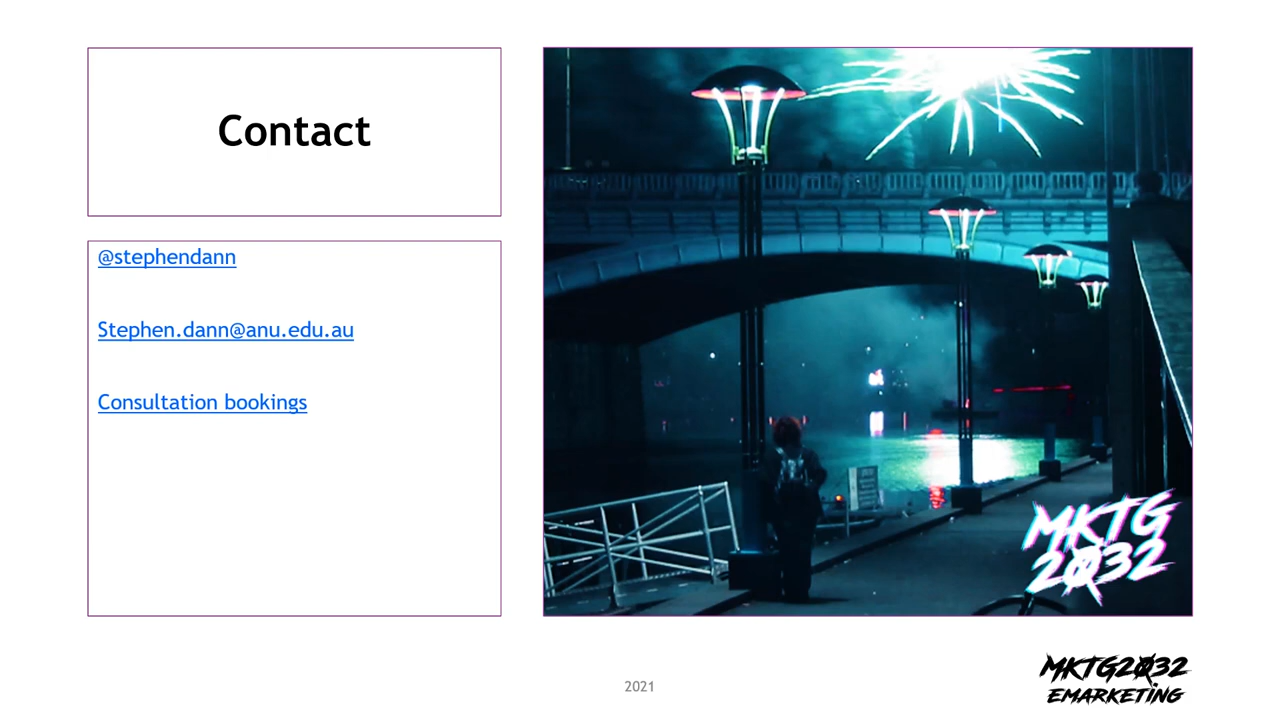 Contact
@stephendann
Stephen.dann@anu.edu.au
Consultation bookings
MKTG
2032
2021
MKTG2032
EMARKETING